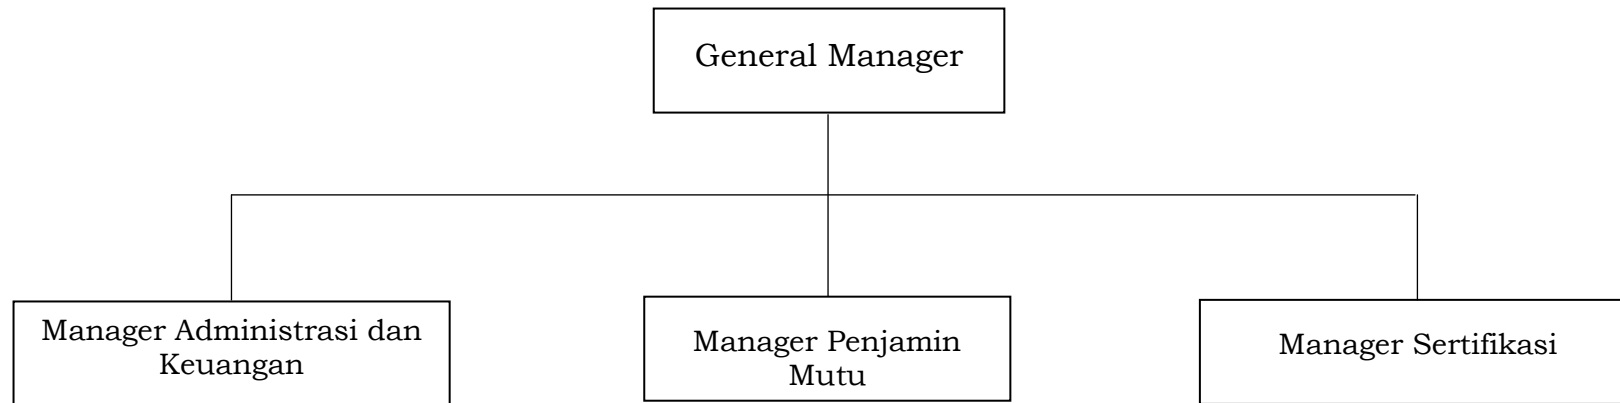 General Manager
Manager Administrasi dan
Keuangan
Manager Penjamin
Mutu
Manager Sertifikasi